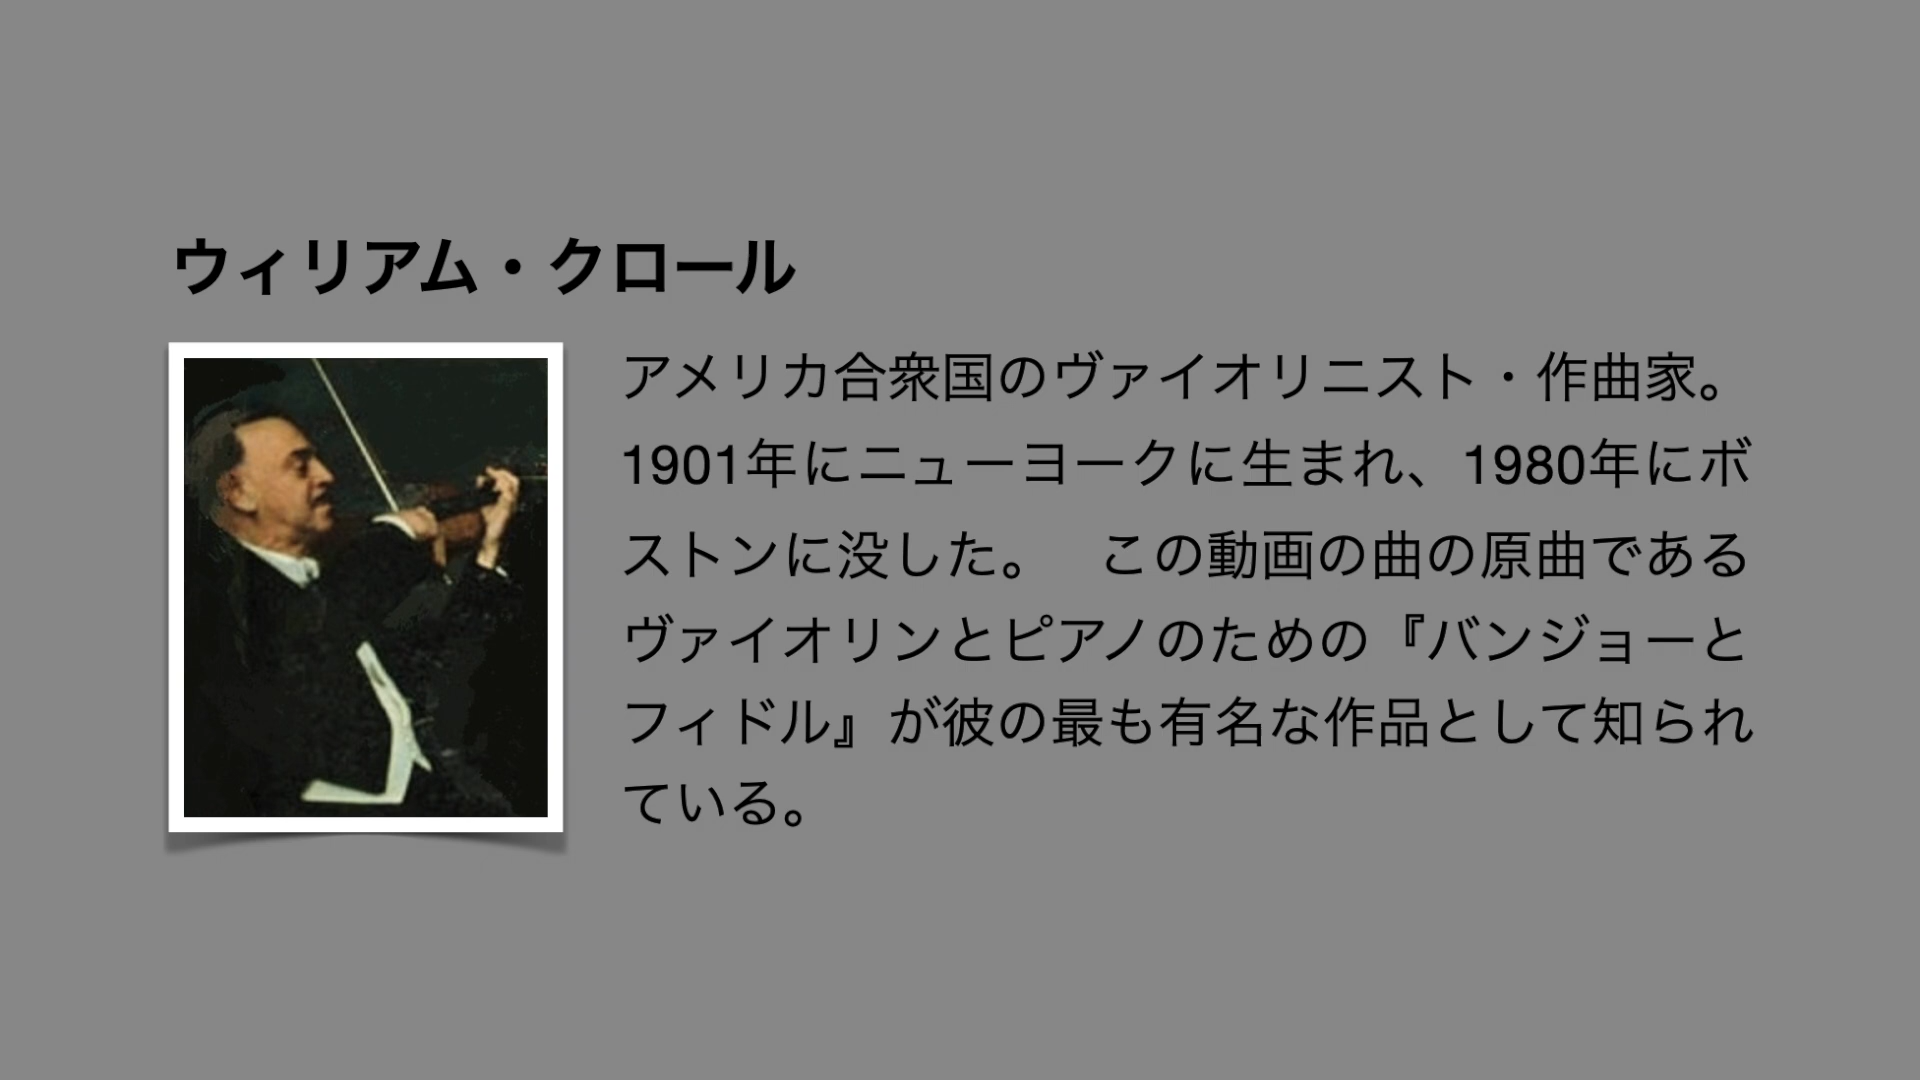 ウィリアム・クロール
アメリカ合衆国のヴァイオリニスト・作曲家。
1901年にニューヨークに生まれ、1980年にボ
ストンに没した。　この動画の曲の原曲である
ヴァイオリンとピアノのための『バンジョーと
フィドル』が彼の最も有名な作品として知られ
ている。